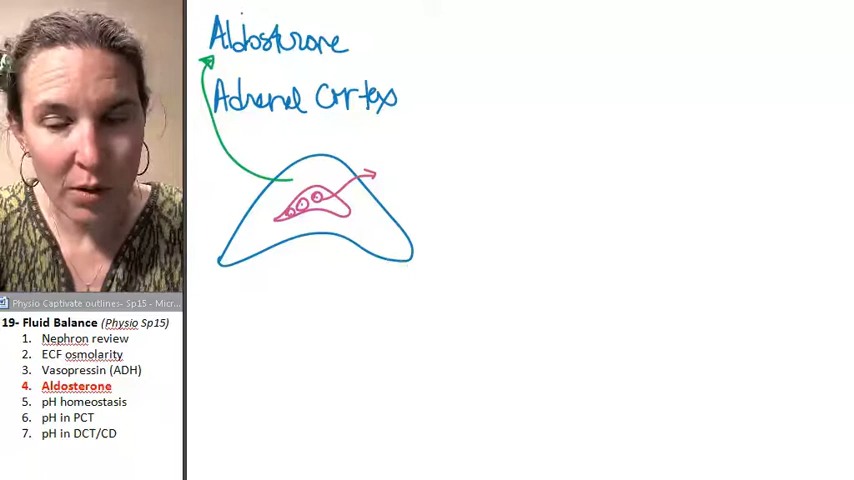 Aldosterone
Adrenal Cortex
Physio Captivate outlines- Sp15 - Micr...
19- Fluid Balance (Physio Sp15)
1. Nephron review
2. ECF osmolarity
3. Vasopressin (ADH)
4. Aldosterone
5. pH homeostasis
6. pH in PCT
7. pH in DCT/CD